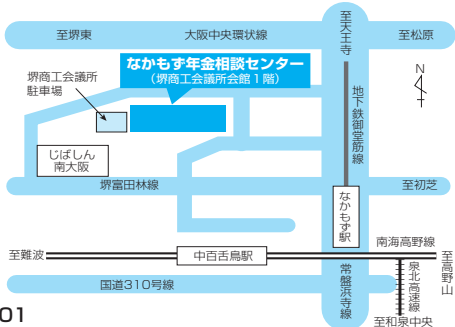 至堺東
大阪中央環状線
至天王寺
至松原
なかもず年金相談センター
（堺商工会議所会館1階）
堺商工会議所
駐車場
N
地下鉄御堂筋線
じばしん
南大阪
堺富田林線
至初芝
なかもず駅
南海高野線
至難波
中百舌鳥駅
至高野山
泉北高速線
常盤浜寺線
国道310号線
至和泉中央
01